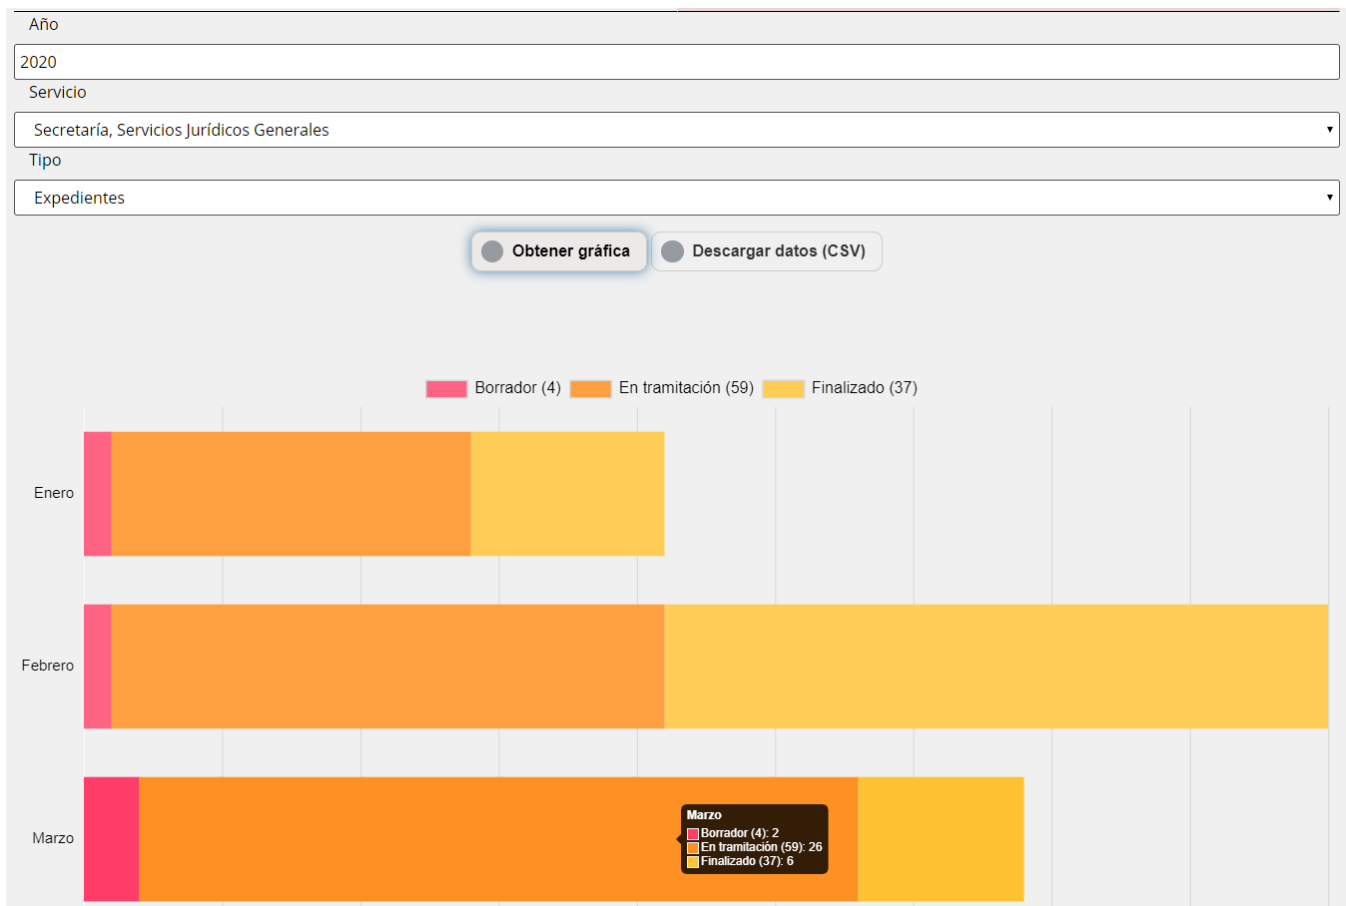 Año
2020
Servicio
Secretaría, Servicios Jurídicos Generales
Tipo
Expedientes
Obtener gráfica Descargar datos (CSV)
Borrador (4) En tramitación (59) Finalizado (37)
Enero
Febrero
Marzo
Marzo
Borrador (4): 2
En tramitación (59): 26
Finalizado (37): 6